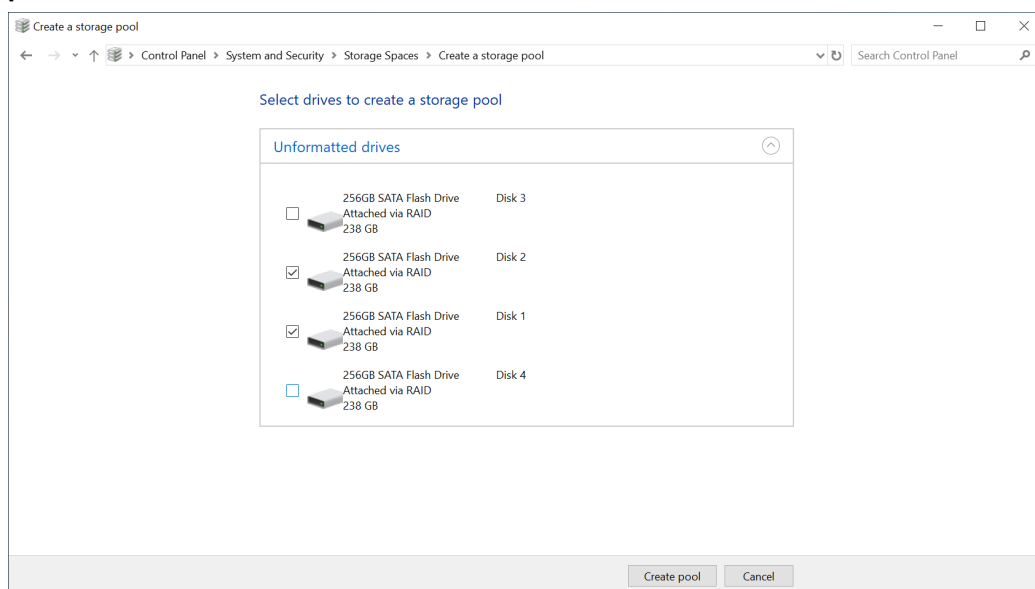 Create a storage pool
Control Panel > System and Security > Storage Spaces > Create a storage pool
Search Control Panel
Select drives to create a storage pool
Unformatted drives
256GB SATA Flash Drive Disk 3
Attached via RAID
238 GB
256GB SATA Flash Drive Disk 2
Attached via RAID
238 GB
256GB SATA Flash Drive Disk 1
Attached via RAID
238 GB
256GB SATA Flash Drive Disk 4
Attached via RAID
238 GB
Create pool Cancel